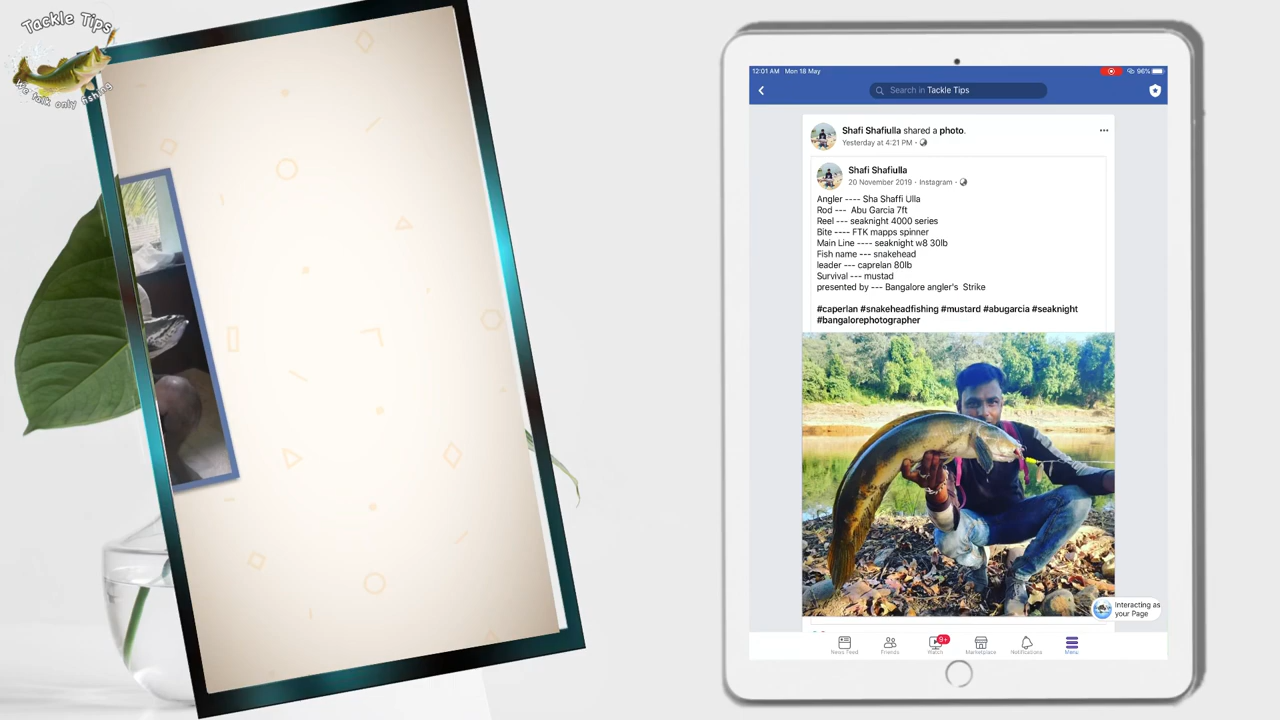 Tackle Tips
We talk only fishing
12:01 AM Mon 18 May
96%
Search in Tackle Tips
Shafi Shafiulla shared a photo.
Yesterday at 4:21 PM ·
Shafi Shafiulla
20 November 2019 · Instagram ·
Angler ---- Sha Shaffi Ulla
Rod --- Abu Garcia 7ft
Reel --- seaknight 4000 series
Bite ---- FTK mapps spinner
Main Line ---- seaknight w8 30lb
Fish name --- snakehead
leader --- caprelan 80lb
Survival --- mustad
presented by --- Bangalore angler's Strike
#caperlan #snakeheadfishing #mustard #abugarcia #seaknight
#bangalorephotographer
Interacting as
your Page
9+
News Feed Friends Watch Marketplace Notifications Menu